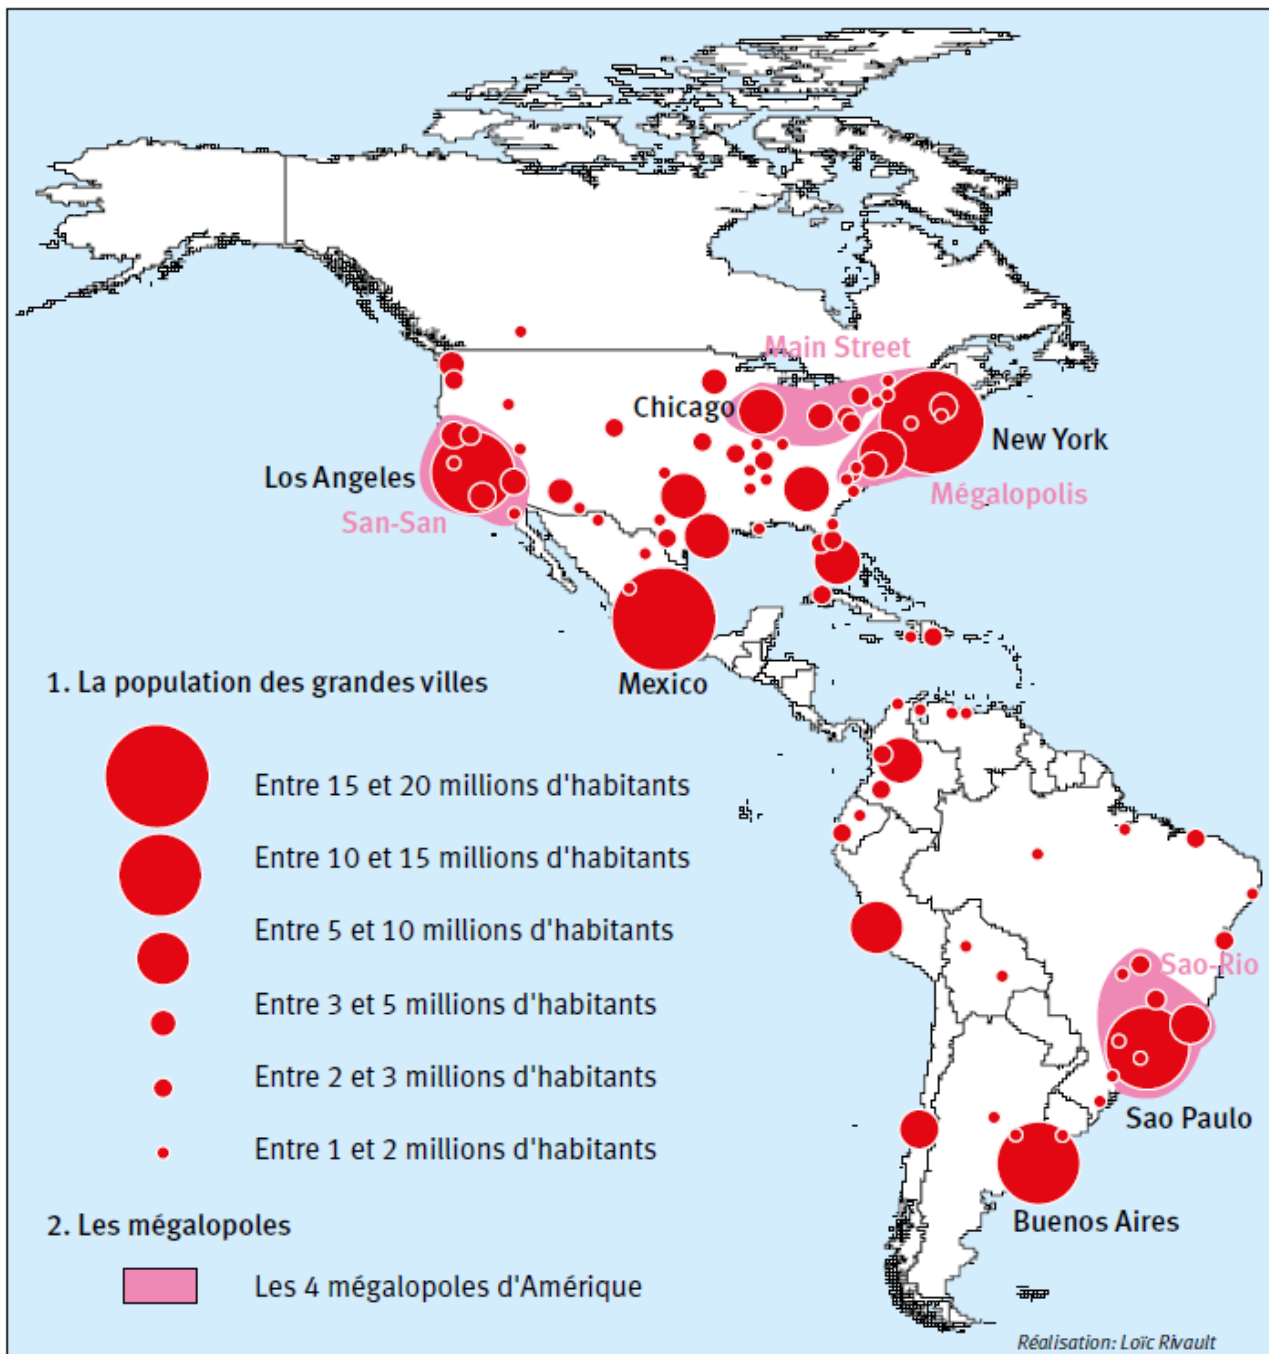 Main Street
Chicago
New York
Los Angeles
Mégalopolis
San-San
Mexico
1. La population des grandes villes
Entre 15 et 20 millions d'habitants
Entre 10 et 15 millions d'habitants
Entre 5 et 10 millions d'habitants
Entre 3 et 5 millions d'habitants
Entre 2 et 3 millions d'habitants
Entre 1 et 2 millions d'habitants
Sao-Rio
Sao Paulo
Buenos Aires
2. Les mégalopoles
Les 4 mégalopoles d'Amérique
Réalisation: Loïc Rivault